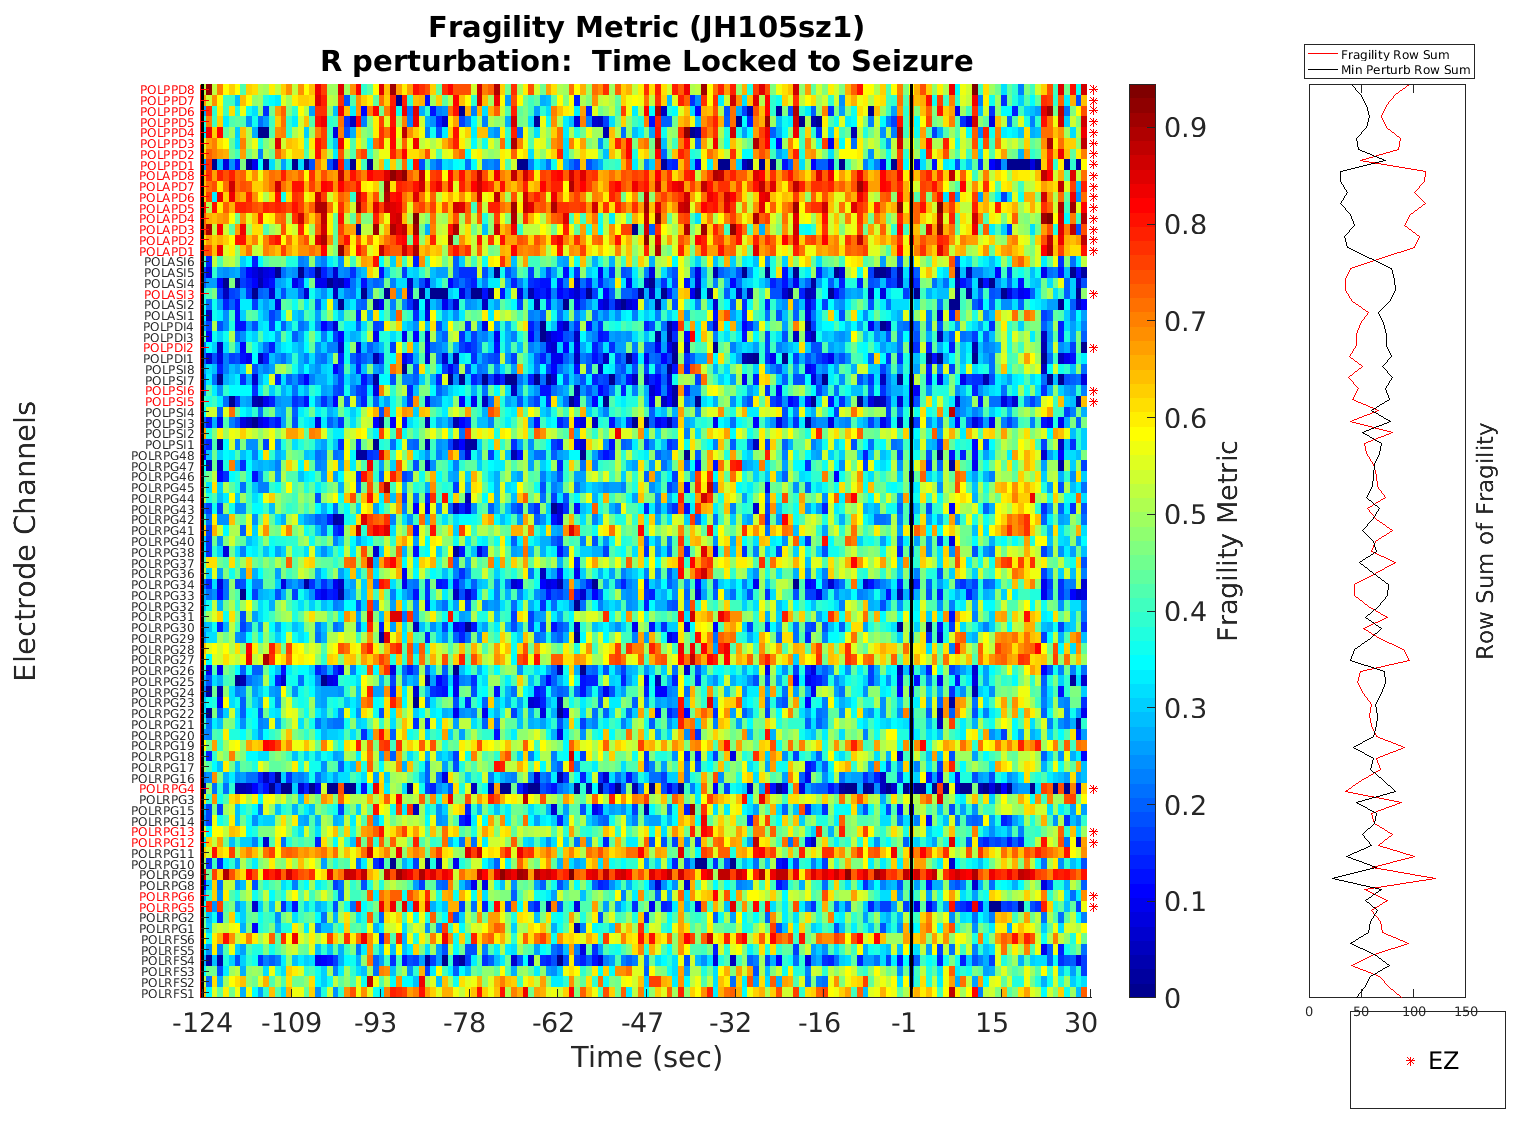 Fragility Metric (JH105sz1)
R perturbation:  Time Locked to Seizure
Fragility Row Sum
Min Perturb Row Sum
POLPPD8
POLPPD7
POLPPD6
POLPPD5
POLPPD4
POLPPD3
POLPPD2
POLPPD1
POLAPD8
POLAPD7
POLAPD6
POLAPD5
POLAPD4
POLAPD3
POLAPD2
POLAPD1
POLASI6
POLASI5
POLASI4
POLASI3
POLASI2
POLASI1
POLPDI4
POLPDI3
POLPDI2
POLPDI1
POLPSI8
POLPSI7
POLPSI6
POLPSI5
POLPSI4
POLPSI3
POLPSI2
POLPSI1
POLRPG48
POLRPG47
POLRPG46
POLRPG45
POLRPG44
POLRPG43
POLRPG42
POLRPG41
POLRPG40
POLRPG38
POLRPG37
POLRPG36
POLRPG34
POLRPG33
POLRPG32
POLRPG31
POLRPG30
POLRPG29
POLRPG28
POLRPG27
POLRPG26
POLRPG25
POLRPG24
POLRPG23
POLRPG22
POLRPG21
POLRPG20
POLRPG19
POLRPG18
POLRPG17
POLRPG16
POLRPG4
POLRPG3
POLRPG15
POLRPG14
POLRPG13
POLRPG12
POLRPG11
POLRPG10
POLRPG9
POLRPG8
POLRPG6
POLRPG5
POLRPG2
POLRPG1
POLRFS6
POLRFS5
POLRFS4
POLRFS3
POLRFS2
POLRFS1
Electrode Channels
-124 -109 -93 -78 -62 -47 -32 -16 -1 15 30
Time (sec)
0.9
0.8
0.7
0.6
0.5
0.4
0.3
0.2
0.1
0
Fragility Metric
0 50 100 150
Row Sum of Fragility
EZ